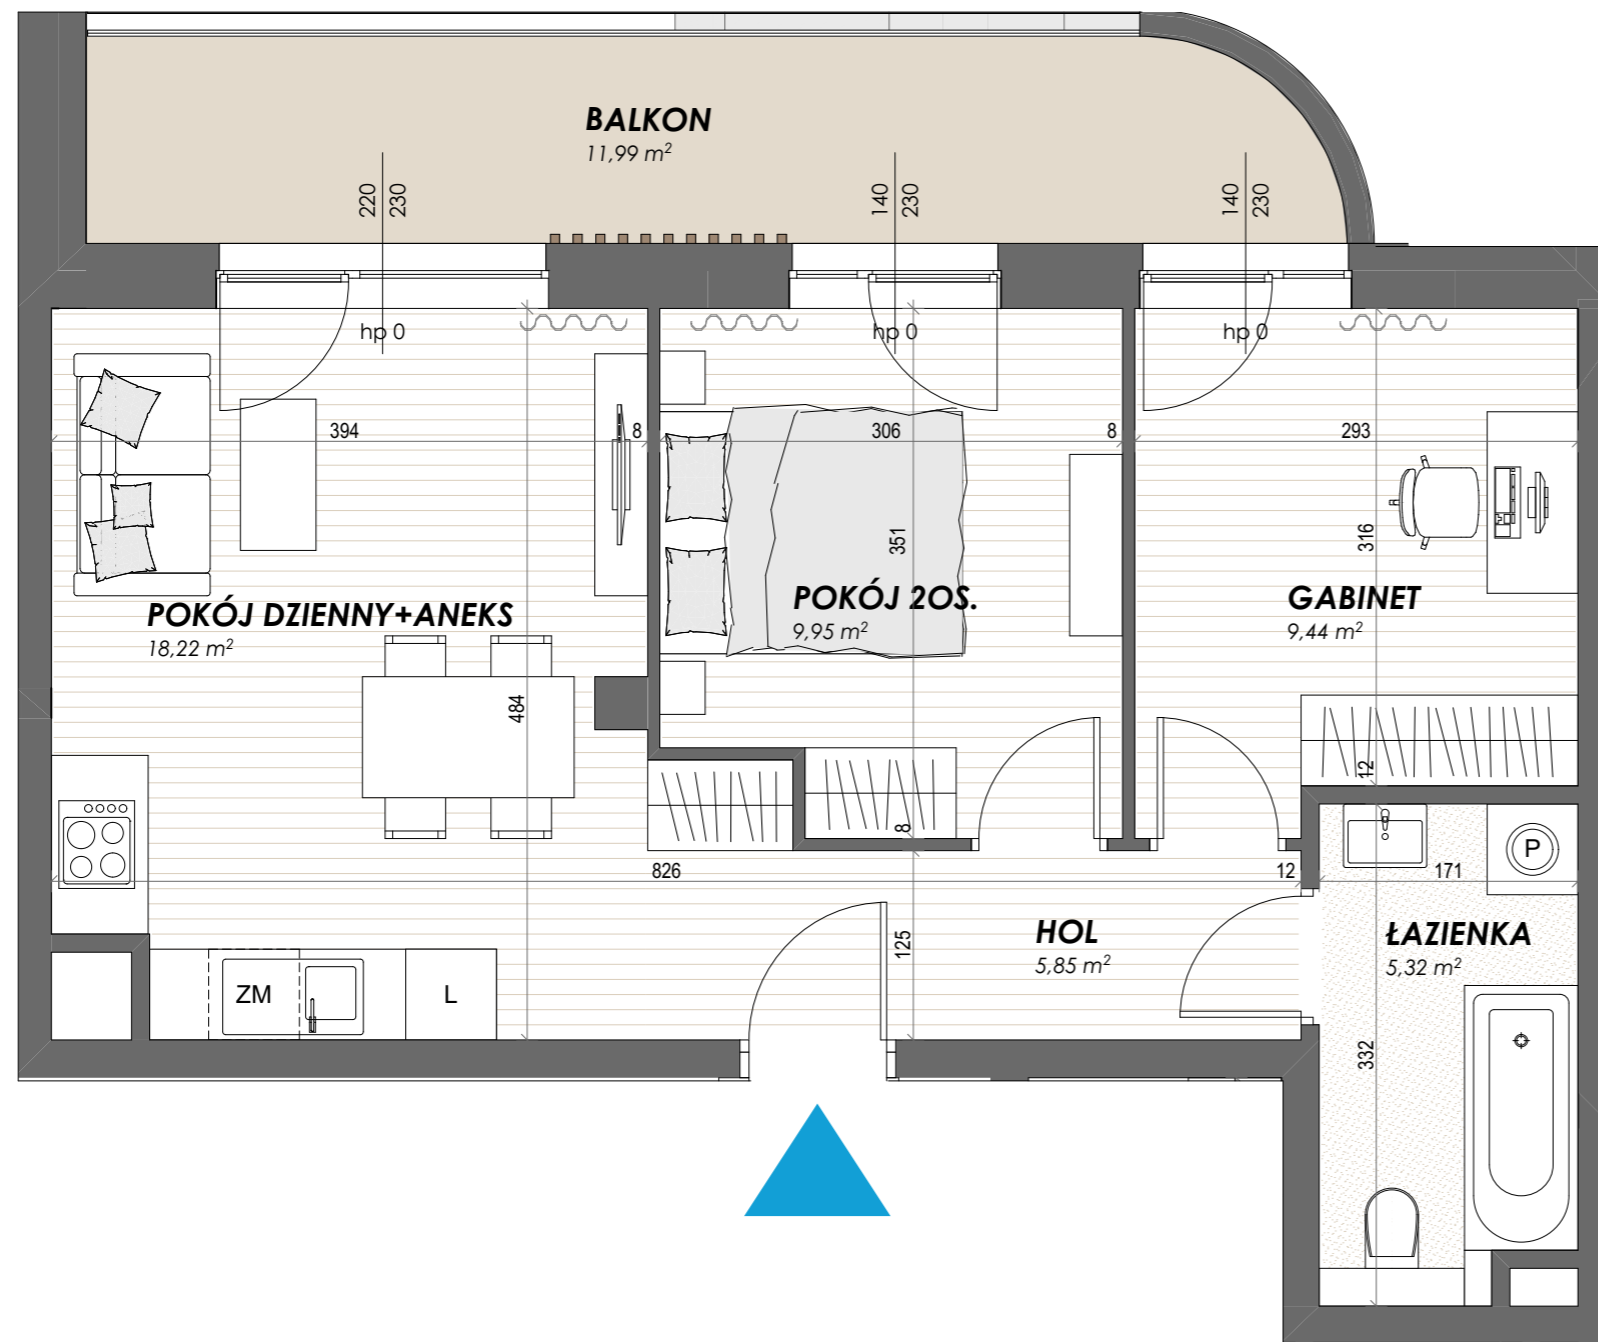 BALKON
11,99 m²
220
230
140
230
140
230
hp 0
hp 0
hp 0
394
8
306
8
293
351
316
POKÓJ DZIENNY+ANEKS
18,22 m²
POKÓJ 2OS.
9,95 m²
GABINET
9,44 m²
484
12
8
826
12
171
P
125
HOL
5,85 m²
ŁAZIENKA
5,32 m²
ZM
L
332